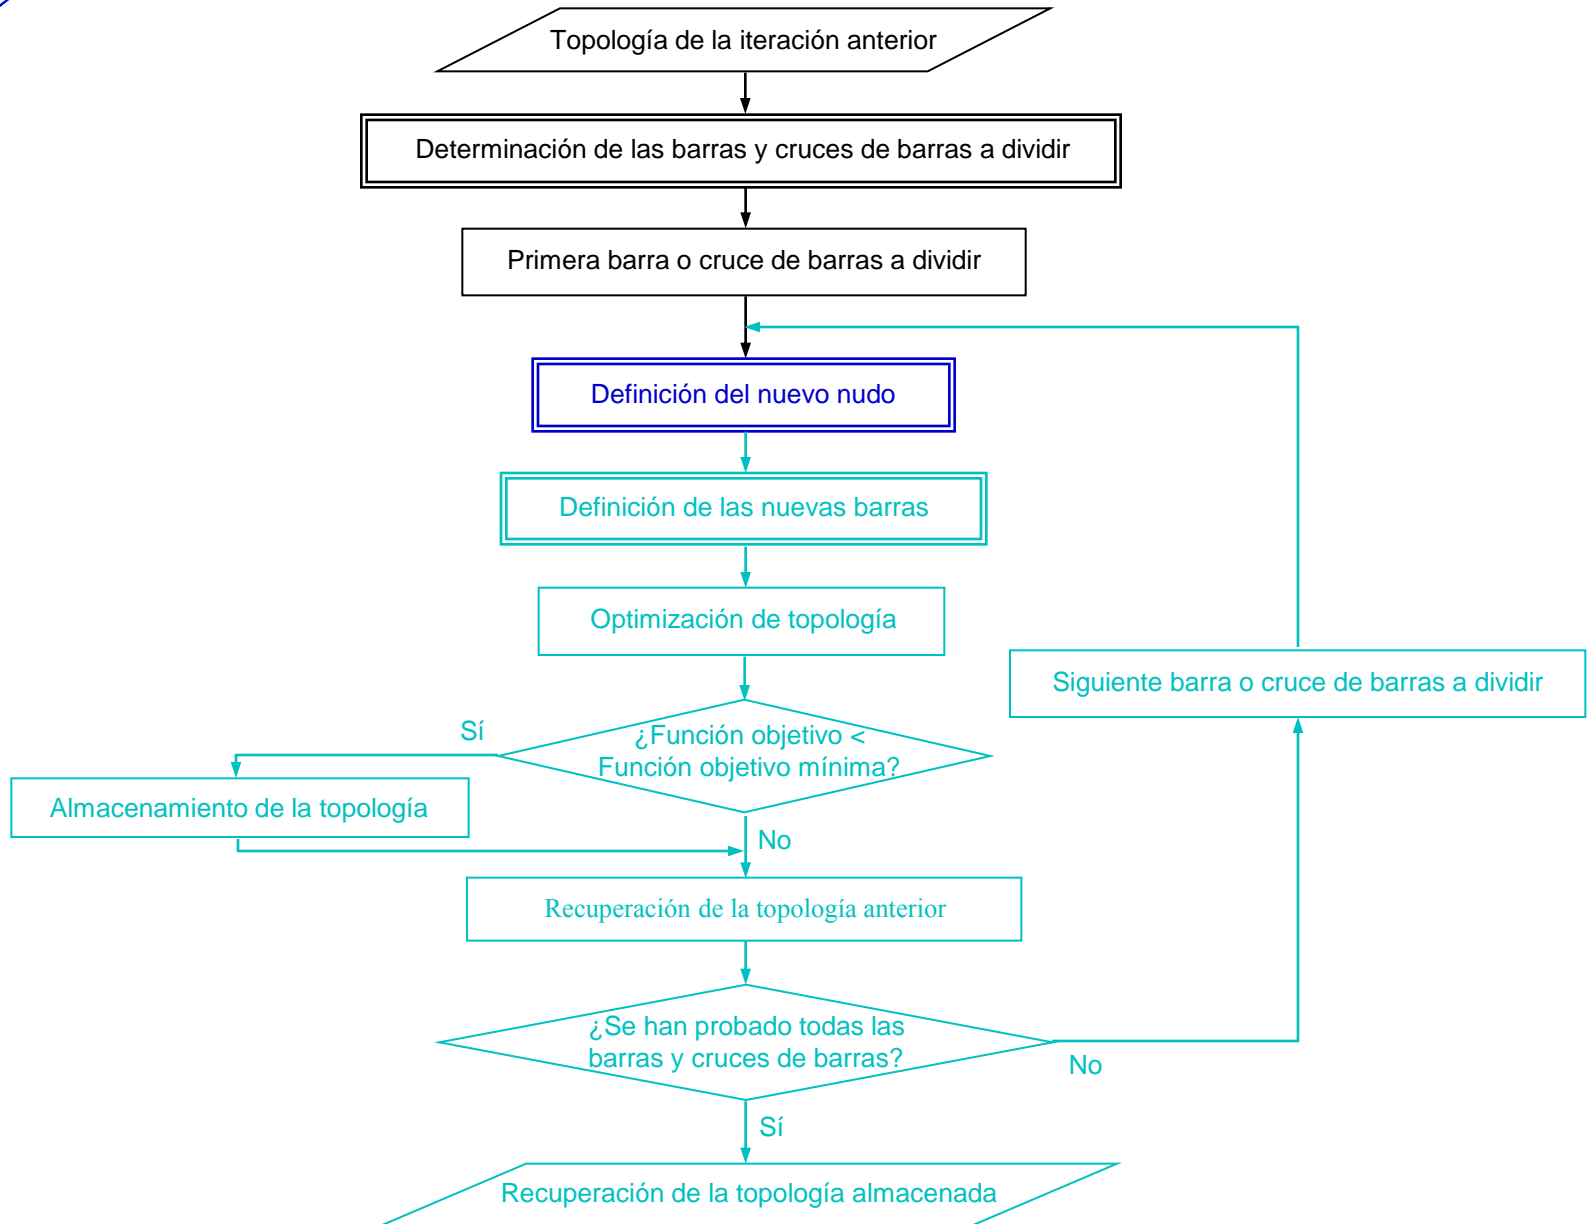 Topología de la iteración anterior
Determinación de las barras y cruces de barras a dividir
Primera barra o cruce de barras a dividir
Definición del nuevo nudo
Definición de las nuevas barras
Optimización de topología
Siguiente barra o cruce de barras a dividir
Sí
¿Función objetivo <
Función objetivo mínima?
Almacenamiento de la topología
No
Recuperación de la topología anterior
¿Se han probado todas las
barras y cruces de barras?
No
Sí
Recuperación de la topología almacenada